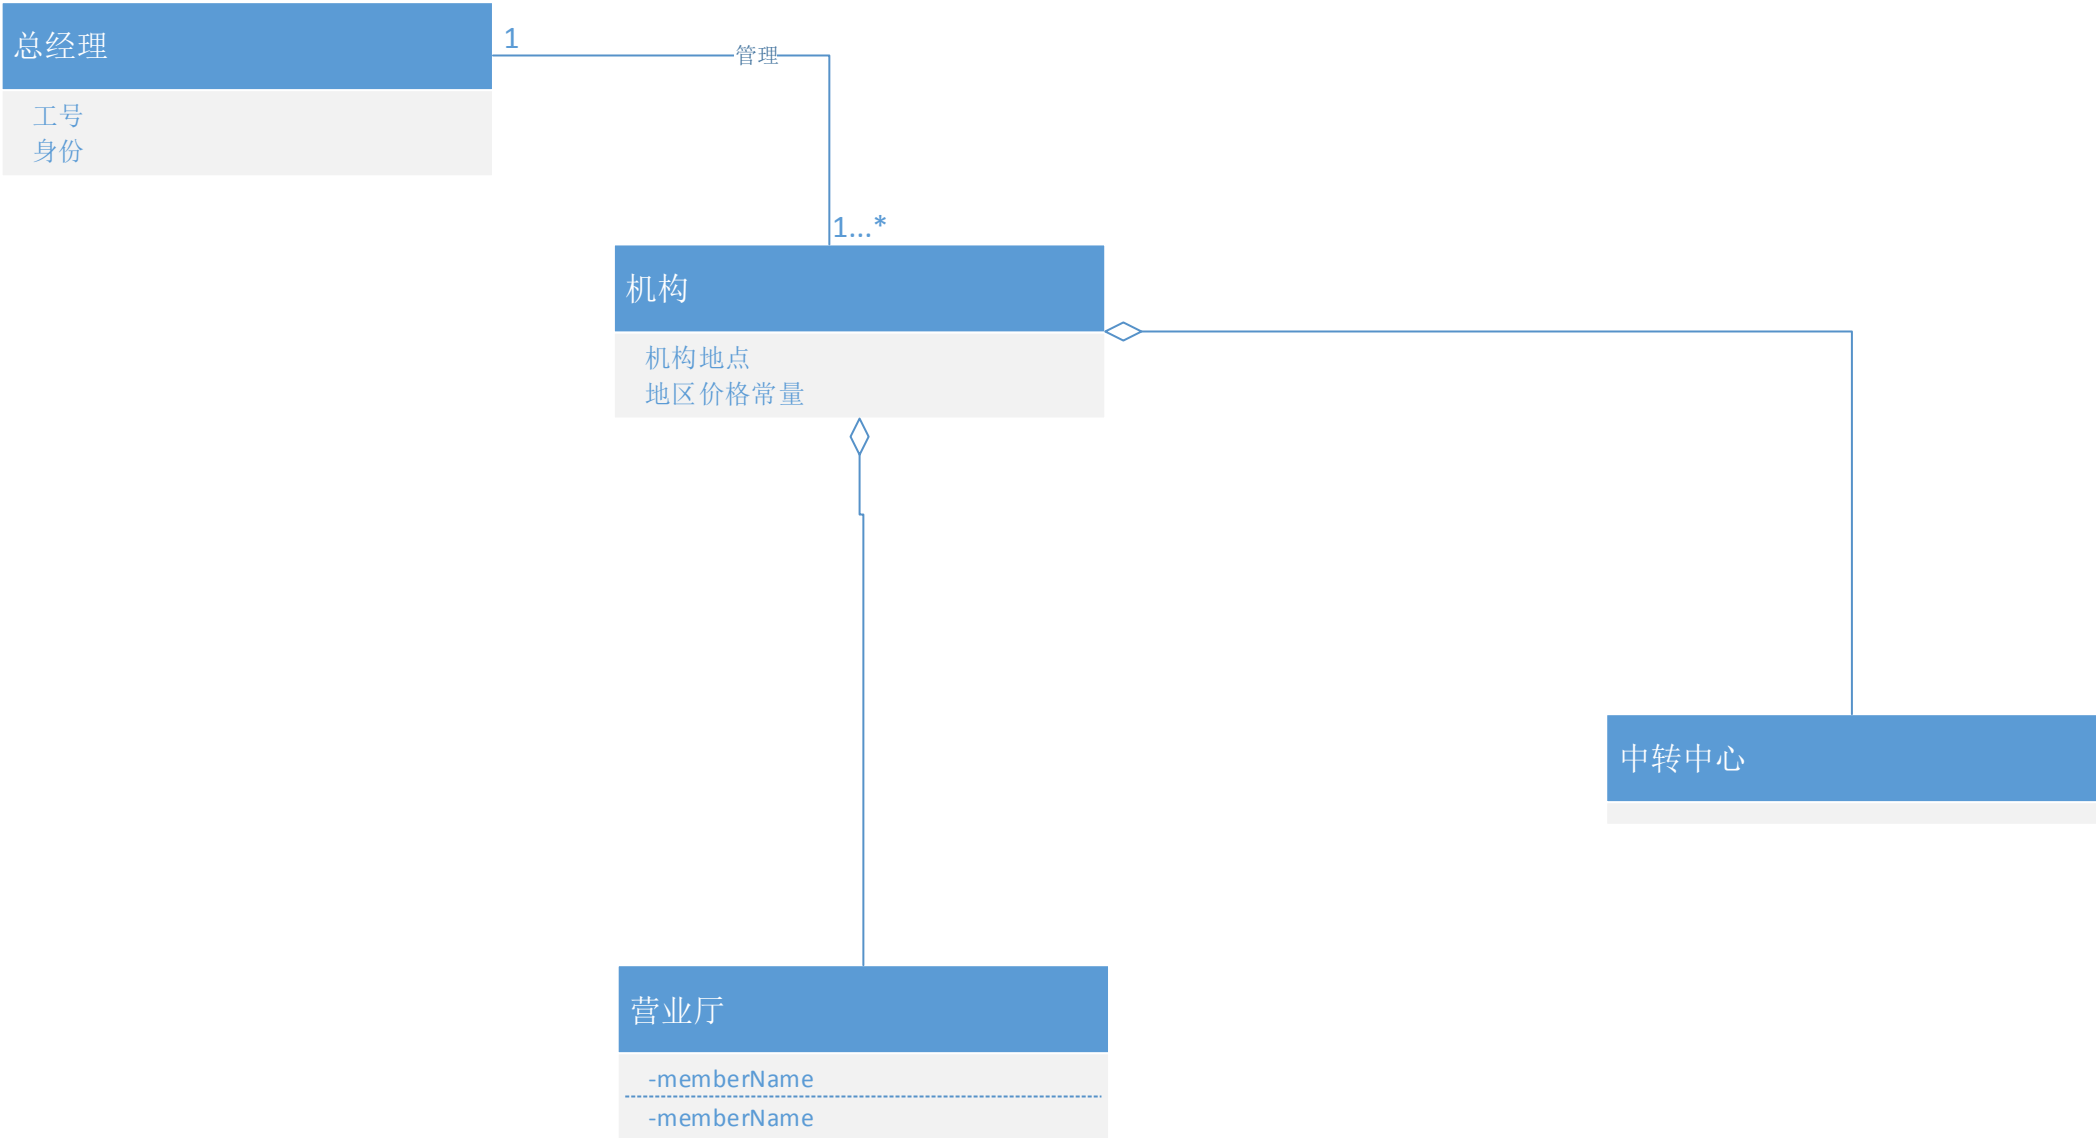 总经理
1
管理
工号
身份
1...*
机构
机构地点
地区价格常量
中转中心
营业厅
-memberName
-memberName